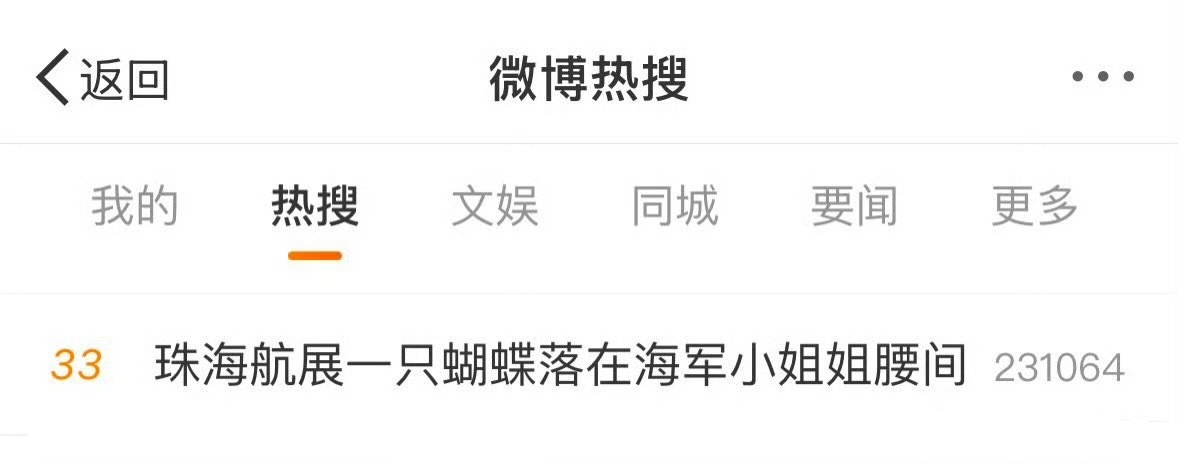 返回 微博热搜 •••
我的 热搜 文娱 同城 要闻 更多
33 珠海航展一只蝴蝶落在海军小姐姐腰间 231064